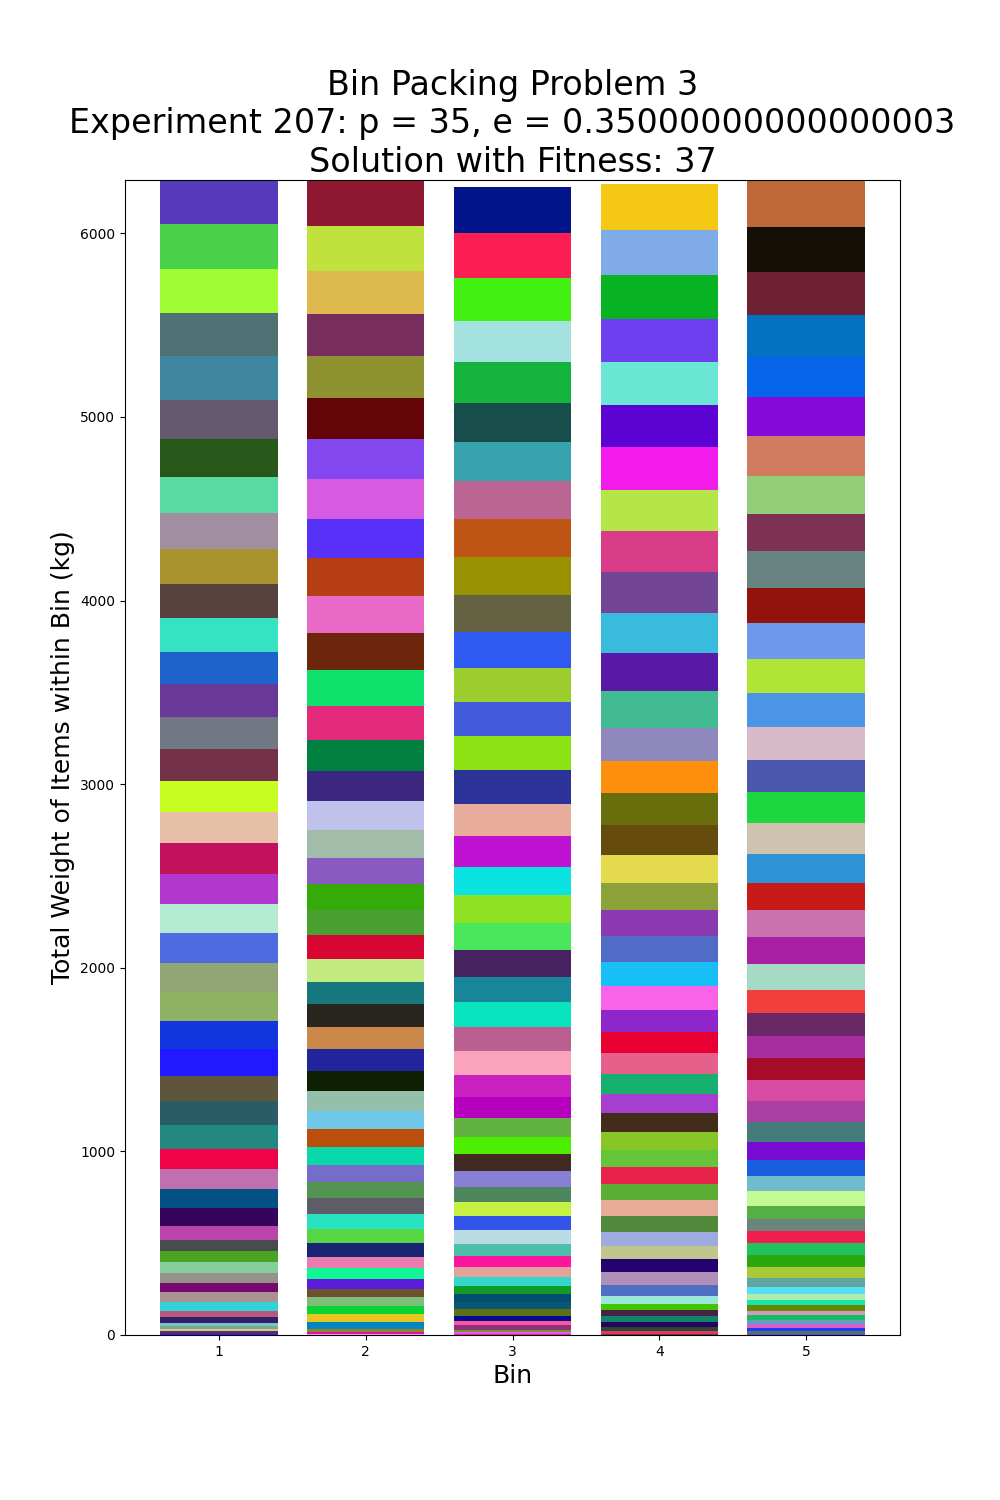 Bin Packing Problem 3
Experiment 207: p = 35, e = 0.35000000000000003
Solution with Fitness: 37
Total Weight of Items within Bin (kg)
6000
5000
4000
3000
2000
1000
0
1 2 3 4 5
Bin